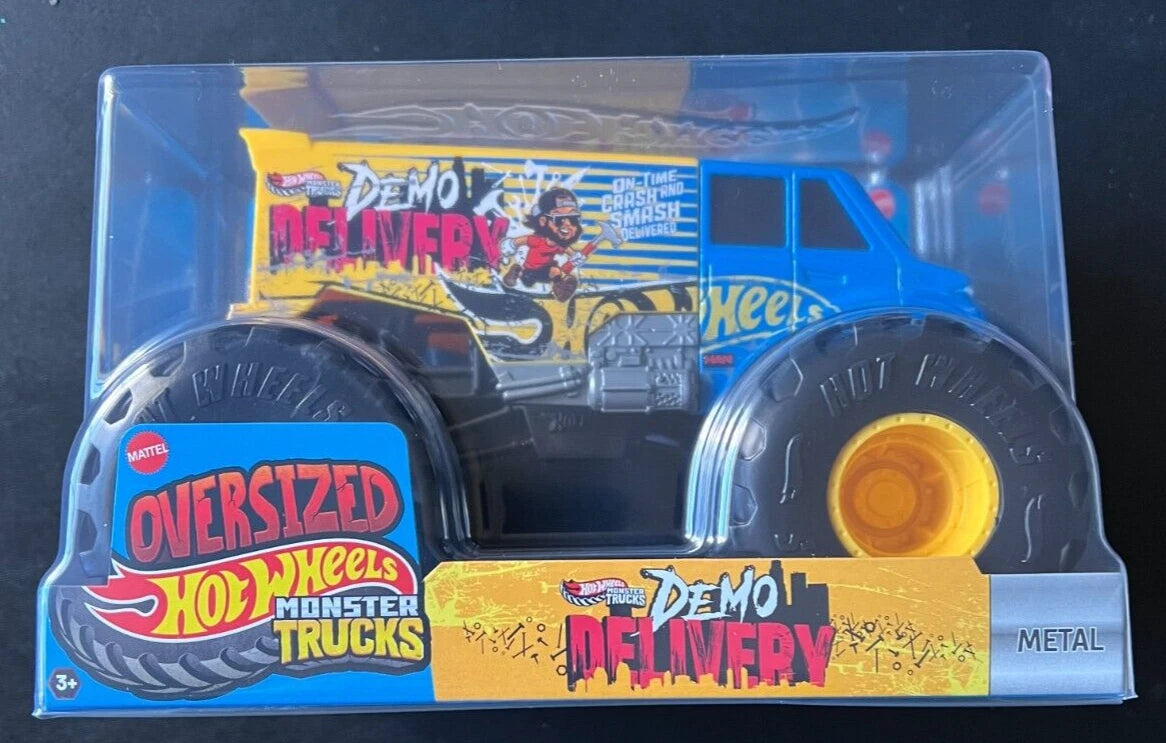 HOT WHEELS
MONSTER
TRUCKS
DEMO
DELIVERY
ON-TIME
CRASH AND
SMASH
DELIVERED
HOT WHEELS
HOT WHEELS
HOT WHEELS
MATTEL
OVERSIZED
HOT WHEELS
MONSTER
TRUCKS
3+
HOT WHEELS
MONSTER
TRUCKS
DEMO
DELIVERY
METAL